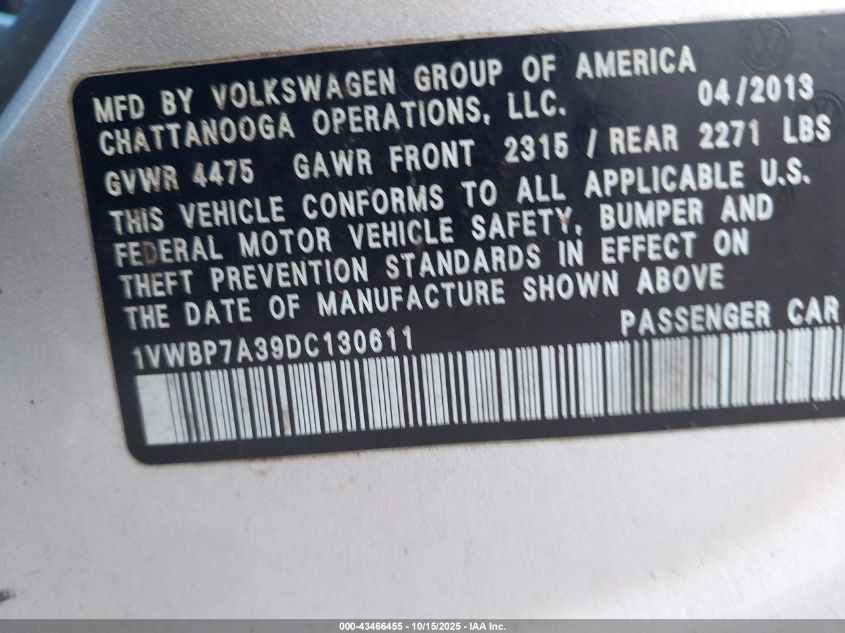 MFD BY VOLKSWAGEN GROUP OF AMERICA
CHATTANOOGA OPERATIONS, LLC. 04/2013
GVWR 4475 GAWR FRONT 2315 / REAR 2271 LBS
THIS VEHICLE CONFORMS TO ALL APPLICABLE U.S.
FEDERAL MOTOR VEHICLE SAFETY, BUMPER AND
THEFT PREVENTION STANDARDS IN EFFECT ON
THE DATE OF MANUFACTURE SHOWN ABOVE
1VWBP7A39DC130611 PASSENGER CAR
000-43466455 - 10/15/2025 - IAA Inc.